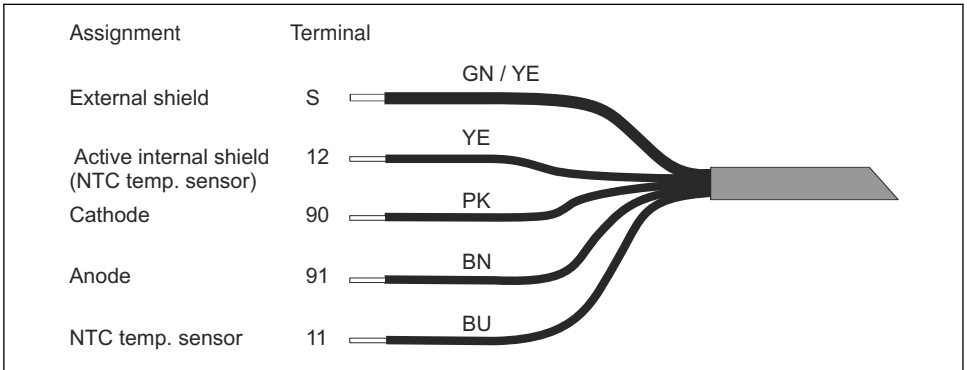 Assignment Terminal
GN / YE
External shield S
YE
Active internal shield 12
(NTC temp. sensor)
PK
Cathode 90
BN
Anode 91
BU
NTC temp. sensor 11